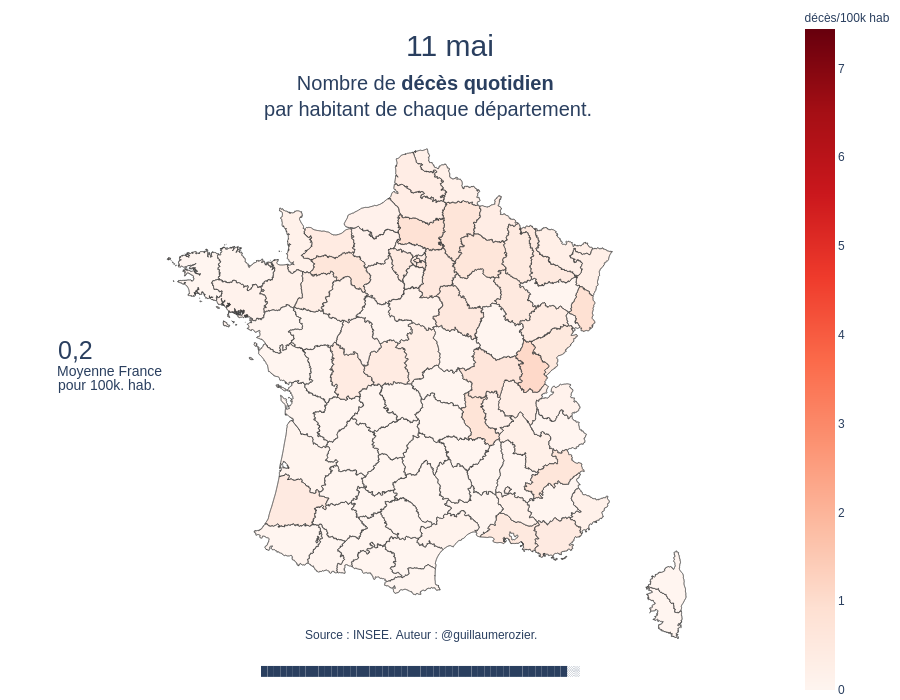 décès/100k hab
11 mai
Nombre de décès quotidien
par habitant de chaque département.
7
6
5
4
3
2
1
0
0,2
Moyenne France
pour 100k. hab.
Source : INSEE. Auteur : @guillaumerozier.